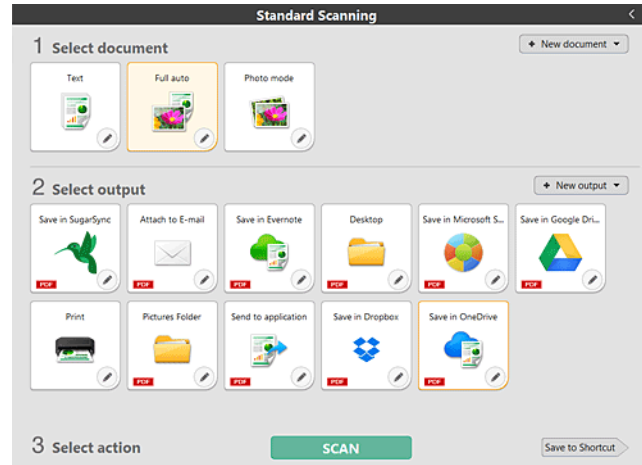 Standard Scanning <
1 Select document
+ New document
Text Full auto Photo mode
2 Select output
+ New output
Save in SugarSync Attach to E-mail Save in Evernote Desktop Save in Microsoft S... Save in Google Dri...
PDF PDF PDF PDF PDF PDF
Print Pictures Folder Send to application Save in Dropbox Save in OneDrive
PDF PDF PDF PDF
3 Select action SCAN Save to Shortcut